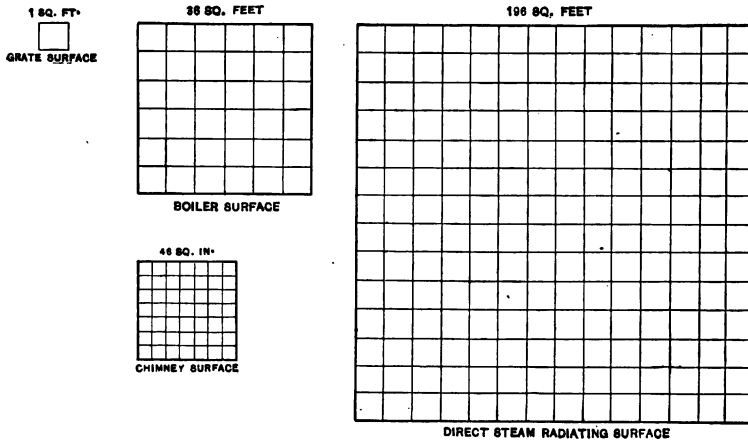 1 SQ. FT.
GRATE SURFACE
36 SQ. FEET
BOILER SURFACE
46 SQ. IN.
CHIMNEY SURFACE
196 SQ. FEET
DIRECT STEAM RADIATING SURFACE